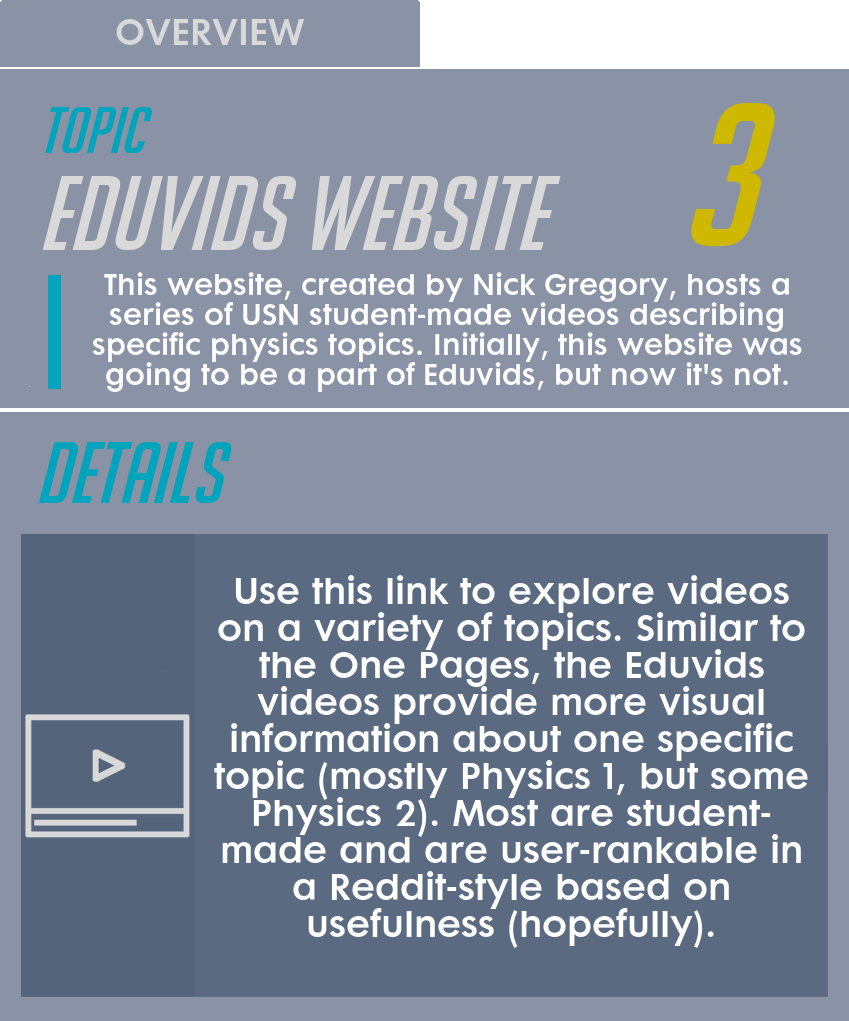 OVERVIEW
TOPIC
3
EDUVIDS WEBSITE
This website, created by Nick Gregory, hosts a
series of USN student-made videos describing
specific physics topics. Initially, this website was
going to be a part of Eduvids, but now it's not.
DETAILS
Use this link to explore videos
on a variety of topics. Similar to
the One Pages, the Eduvids
videos provide more visual
information about one specific
topic (mostly Physics 1, but some
Physics 2). Most are student-
made and are user-rankable in
a Reddit-style based on
usefulness (hopefully).